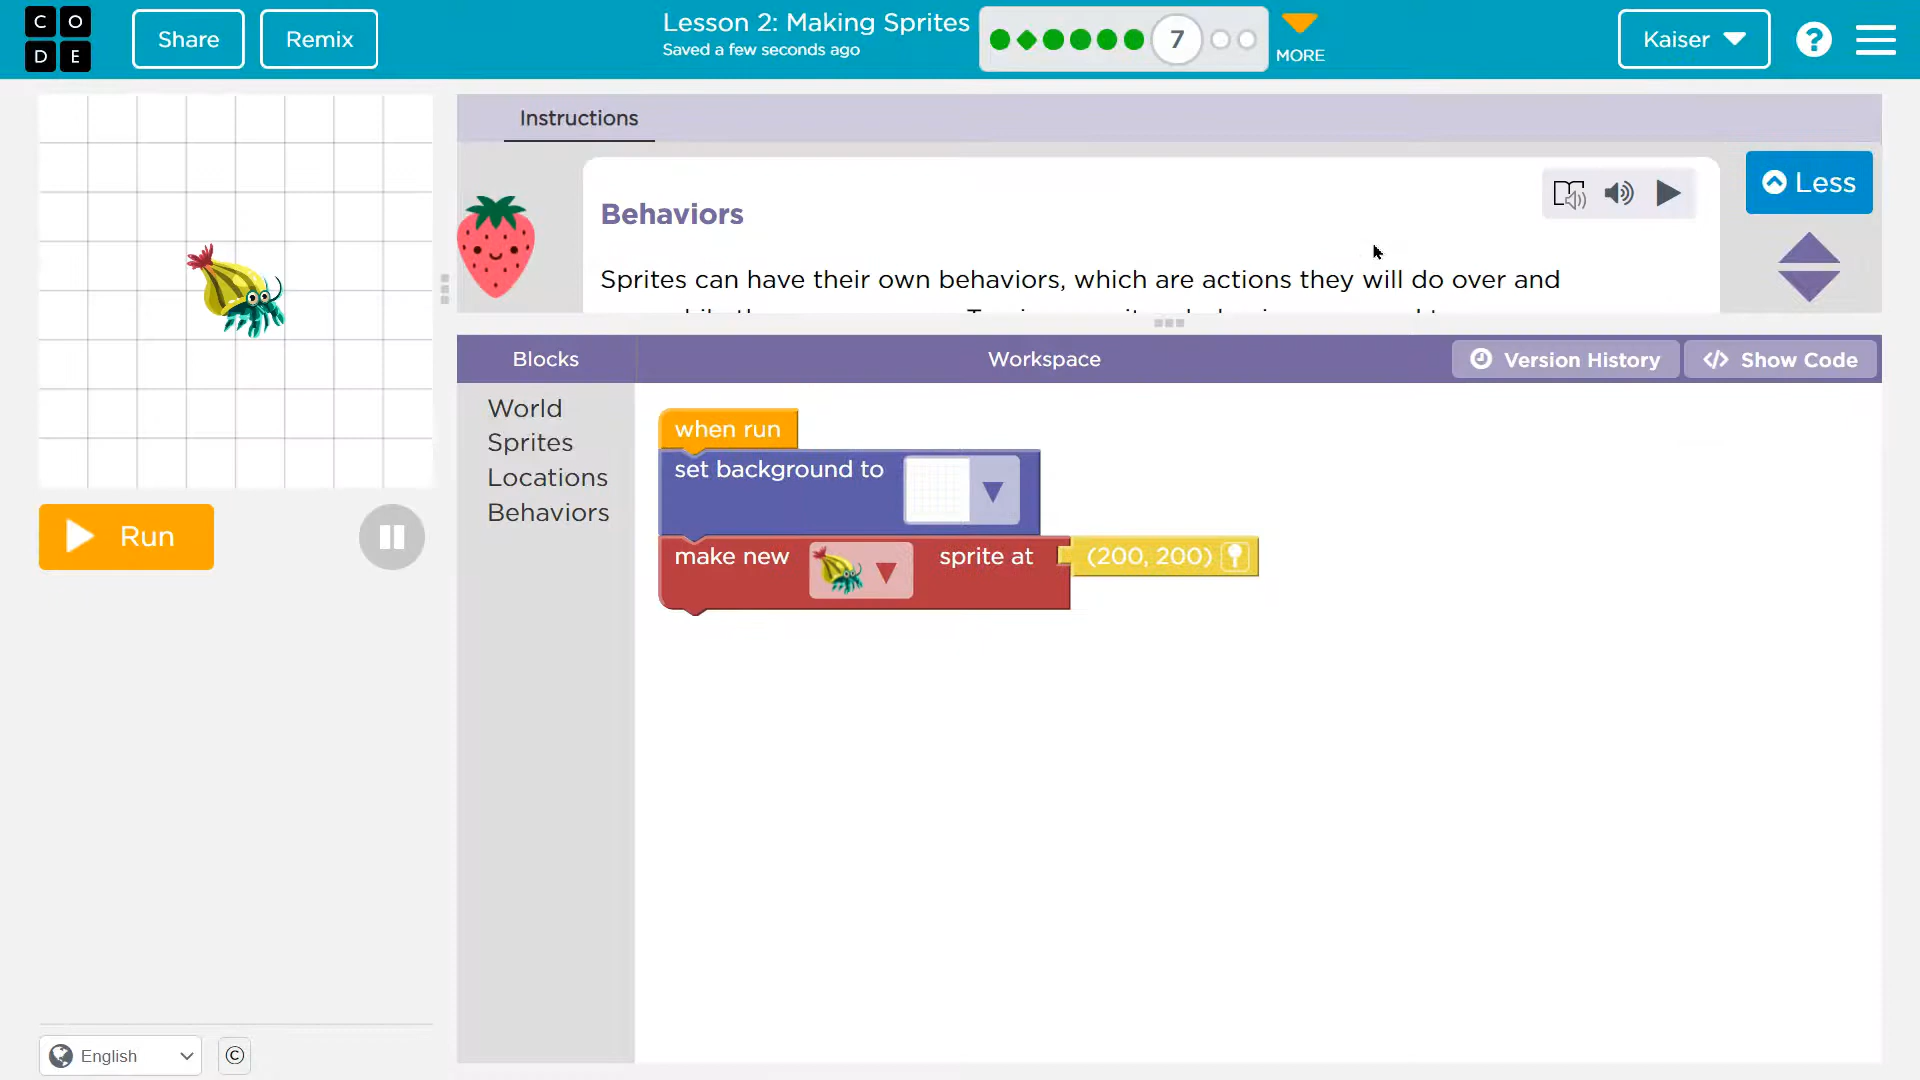 C O
D E
Share
Remix
Lesson 2: Making Sprites
Saved a few seconds ago
7
MORE
Kaiser
?
Instructions
Behaviors
Less
Sprites can have their own behaviors, which are actions they will do over and
Blocks
Workspace
Version History
Show Code
World
Sprites
Locations
Behaviors
when run
set background to
make new sprite at (200, 200)
Run
English
©